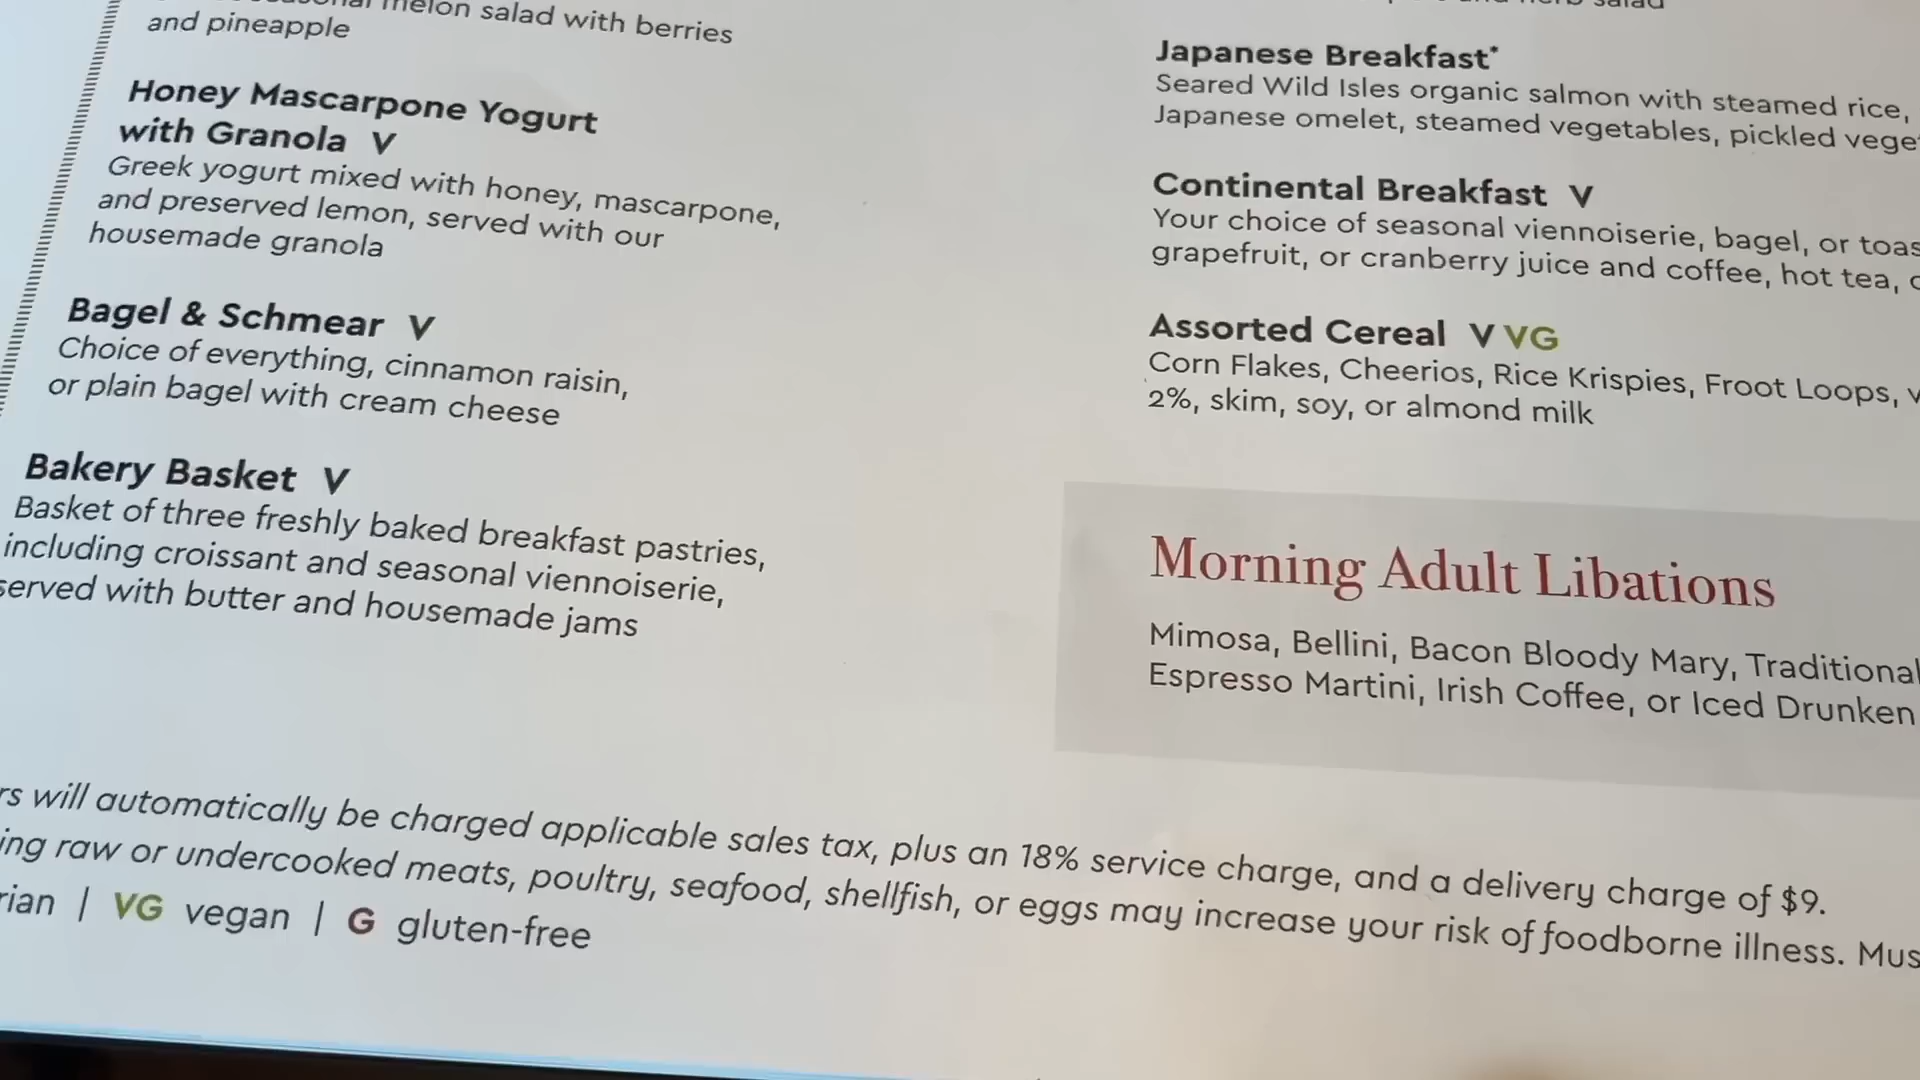 melon salad with berries
and pineapple
Honey Mascarpone Yogurt
with Granola V
Greek yogurt mixed with honey, mascarpone,
and preserved lemon, served with our
housemade granola
Bagel & Schmear V
Choice of everything, cinnamon raisin,
or plain bagel with cream cheese
Bakery Basket V
Basket of three freshly baked breakfast pastries,
including croissant and seasonal viennoiserie,
served with butter and housemade jams
salad
Japanese Breakfast*
Seared Wild Isles organic salmon with steamed rice,
Japanese omelet, steamed vegetables, pickled
Continental Breakfast V
Your choice of seasonal viennoiserie, bagel, or
grapefruit, or cranberry juice and coffee, hot tea,
Assorted Cereal V VG
Corn Flakes, Cheerios, Rice Krispies, Froot Loops,
2%, skim, soy, or almond milk
Morning Adult Libations
Mimosa, Bellini, Bacon Bloody Mary, Traditional
Espresso Martini, Irish Coffee, or Iced Drunken
will automatically be charged applicable sales tax, plus an 18% service charge, and a delivery charge of $9.
raw or undercooked meats, poultry, seafood, shellfish, or eggs may increase your risk of foodborne illness.
| VG vegan | G gluten-free